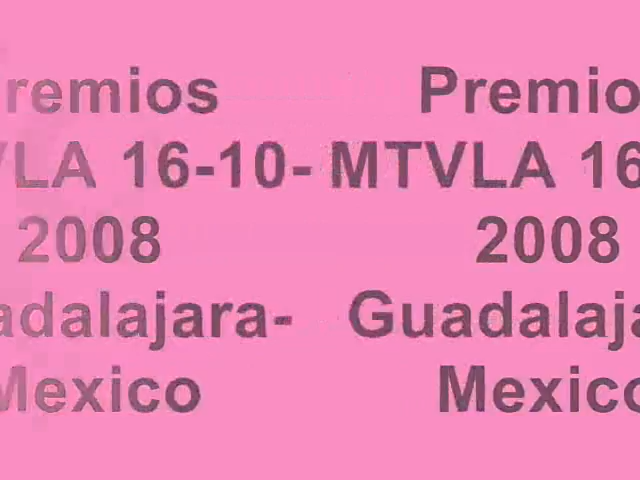 remios Premio
VLA 16-10- MTVLA 16
2008 2008
adalajara- Guadalaja
Mexico Mexico